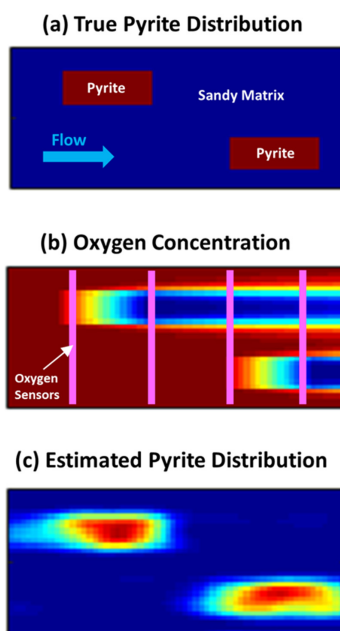 (a) True Pyrite Distribution
Pyrite
Sandy Matrix
Flow
Pyrite
(b) Oxygen Concentration
Oxygen
Sensors
(c) Estimated Pyrite Distribution